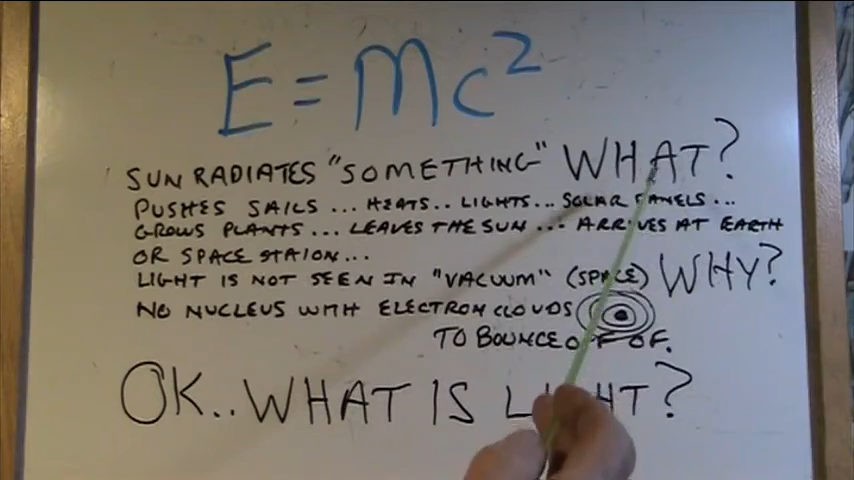 E = Mc²
SUN RADIATES "SOMETHING" WHAT?
PUSHES SAILS ... HEATS.. LIGHTS... SOLAR PANELS ...
GROWS PLANTS ... LEAVES THE SUN ... ARRIVES AT EARTH
OR SPACE STAION...
LIGHT IS NOT SEEN IN "VACUUM" (SPACE) WHY?
NO NUCLEUS WITH ELECTRON CLOUDS
TO BOUNCE OFF OF.
OK.. WHAT IS LIGHT?